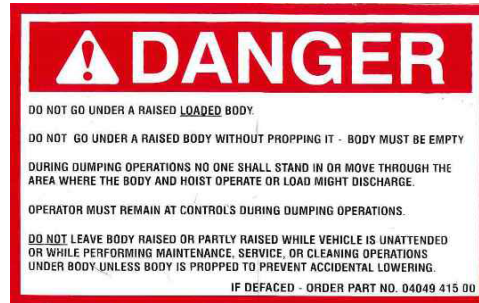 DANGER
DO NOT GO UNDER A RAISED LOADED BODY.
DO NOT GO UNDER A RAISED BODY WITHOUT PROPPING IT - BODY MUST BE EMPTY
DURING DUMPING OPERATIONS NO ONE SHALL STAND IN OR MOVE THROUGH THE
AREA WHERE THE BODY AND HOIST OPERATE OR LOAD MIGHT DISCHARGE.
OPERATOR MUST REMAIN AT CONTROLS DURING DUMPING OPERATIONS.
DO NOT LEAVE BODY RAISED OR PARTLY RAISED WHILE VEHICLE IS UNATTENDED
OR WHILE PERFORMING MAINTENANCE, SERVICE, OR CLEANING OPERATIONS
UNDER BODY UNLESS BODY IS PROPPED TO PREVENT ACCIDENTAL LOWERING.
IF DEFACED - ORDER PART NO. 04049 415 00